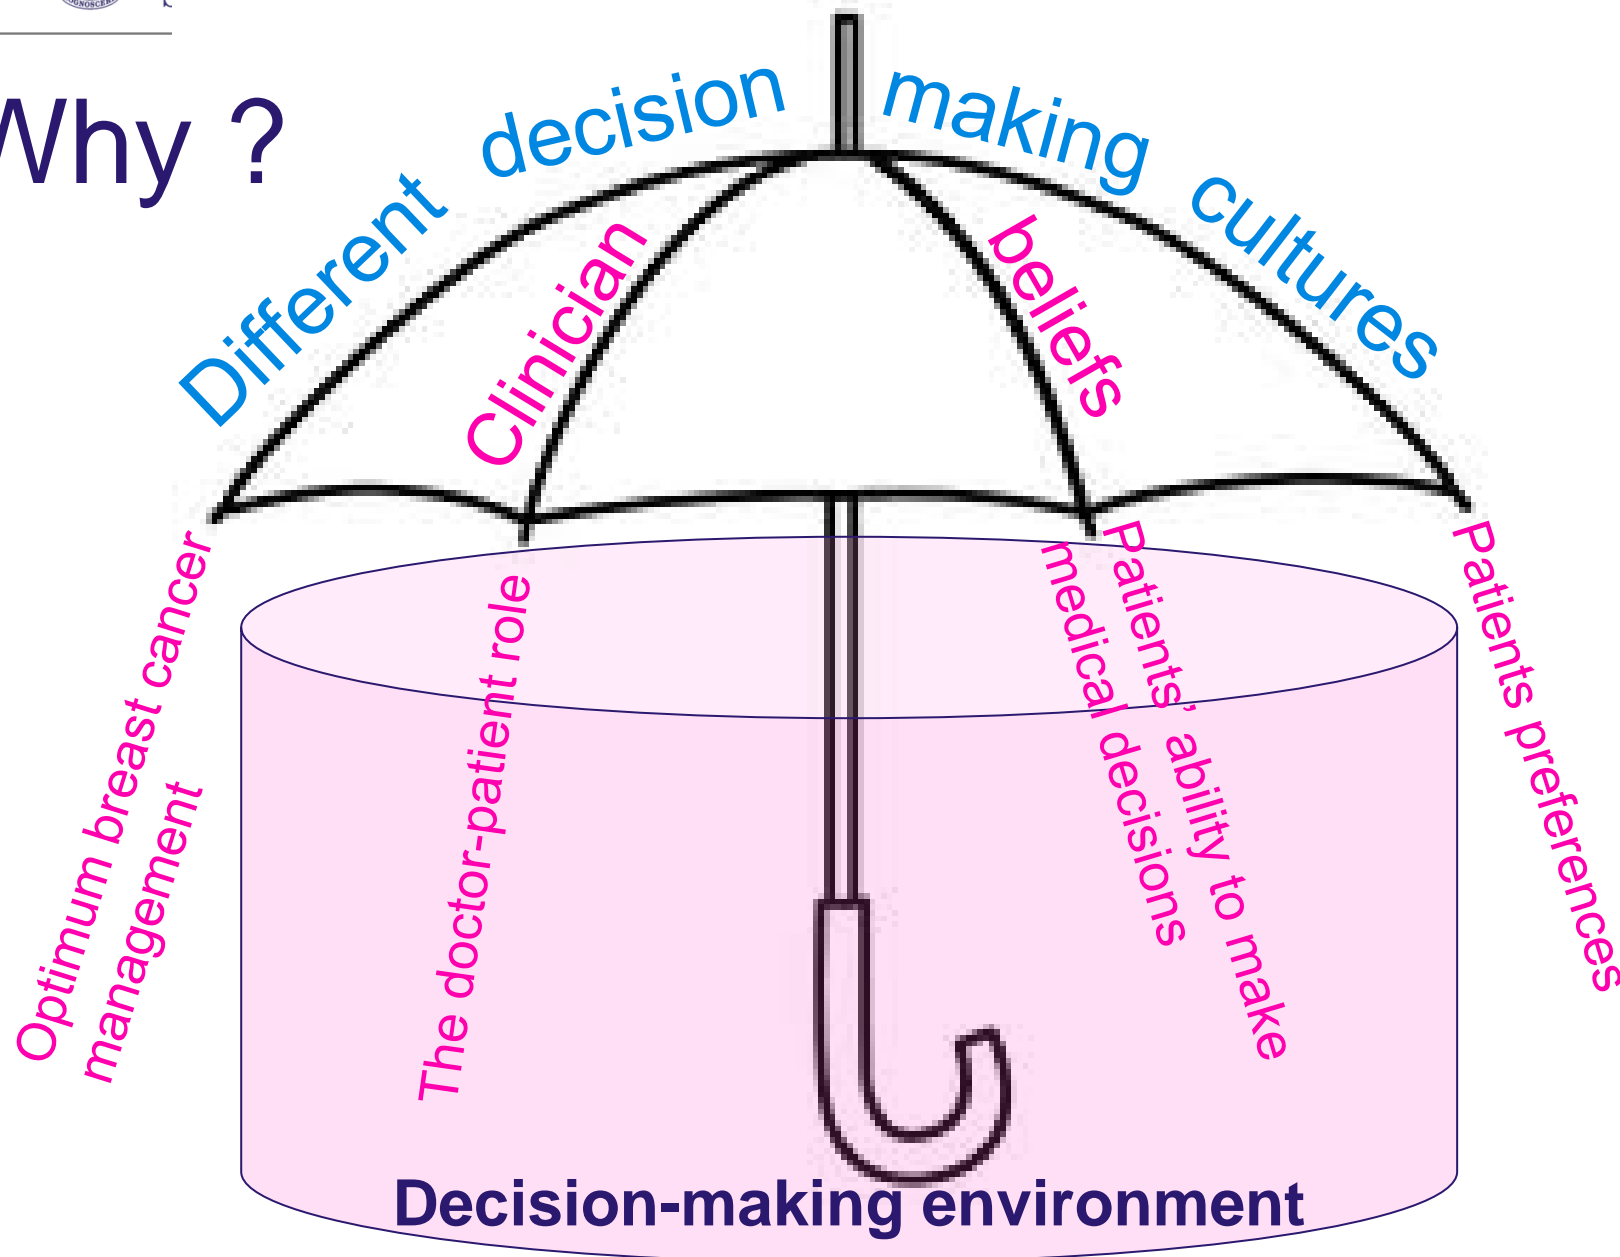 Why ?
Different decision making cultures
Clinician beliefs
Optimum breast cancer
management
The doctor-patient role
Patients’ ability to make
medical decisions
Patients preferences
Decision-making environment